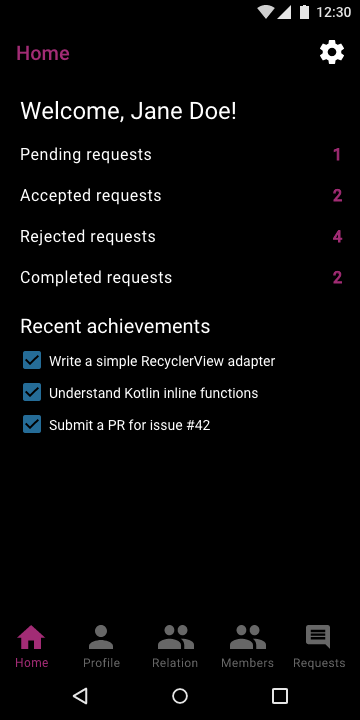 12:30
Home
Welcome, Jane Doe!
Pending requests 1
Accepted requests 2
Rejected requests 4
Completed requests 2
Recent achievements
Write a simple RecyclerView adapter
Understand Kotlin inline functions
Submit a PR for issue #42
Home Profile Relation Members Requests